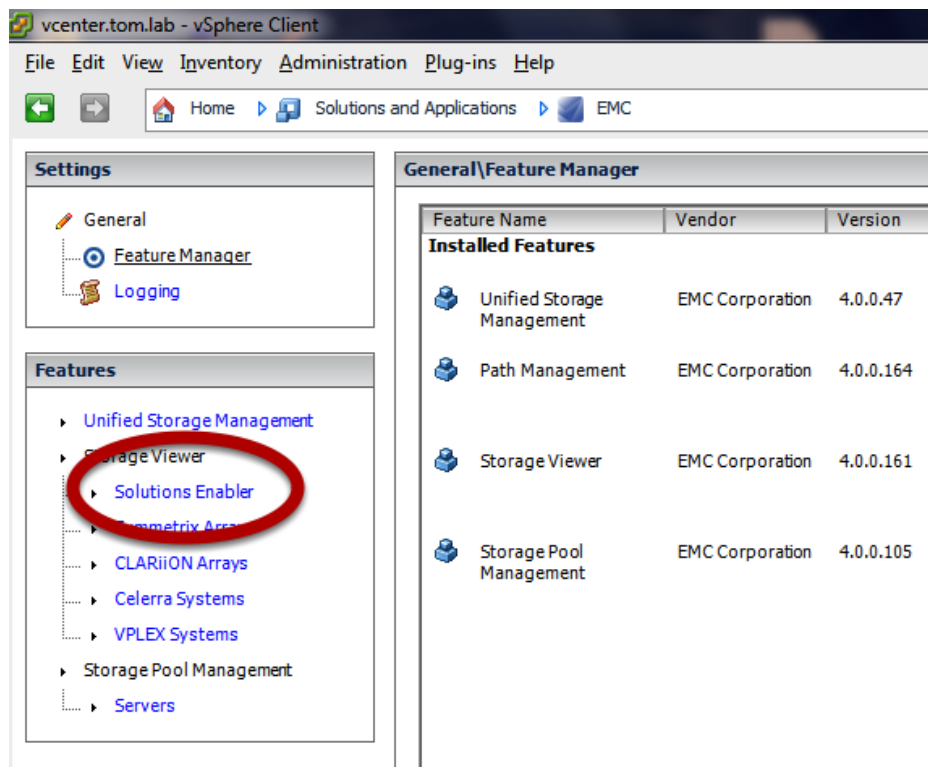 vcenter.tom.lab - vSphere Client
File Edit View Inventory Administration Plug-ins Help
Home Solutions and Applications EMC
Settings
General
Feature Manager
Logging
Features
Unified Storage Management
Storage Viewer
Solutions Enabler
Symmetrix Arrays
CLARiiON Arrays
Celerra Systems
VPLEX Systems
Storage Pool Management
Servers
General\Feature Manager
Feature Name Vendor Version
Installed Features
Unified Storage EMC Corporation 4.0.0.47
Management
Path Management EMC Corporation 4.0.0.164
Storage Viewer EMC Corporation 4.0.0.161
Storage Pool EMC Corporation 4.0.0.105
Management